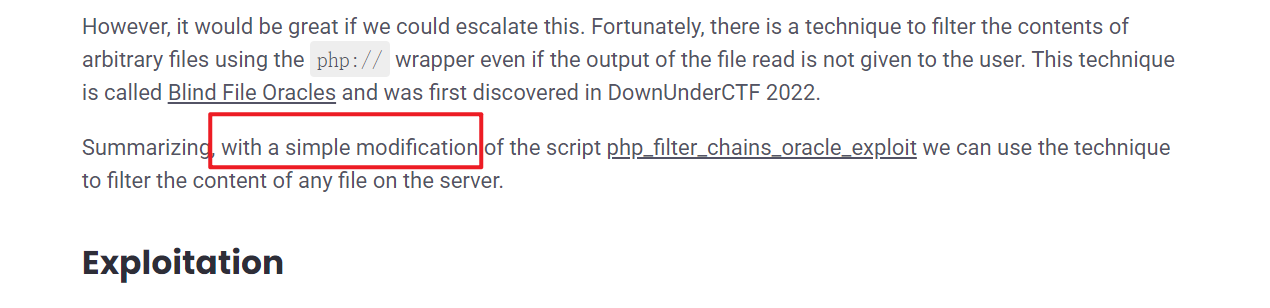 However, it would be great if we could escalate this. Fortunately, there is a technique to filter the contents of
arbitrary files using the php:// wrapper even if the output of the file read is not given to the user. This technique
is called Blind File Oracles and was first discovered in DownUnderCTF 2022.
Summarizing, with a simple modification of the script php_filter_chains_oracle_exploit we can use the technique
to filter the content of any file on the server.
Exploitation